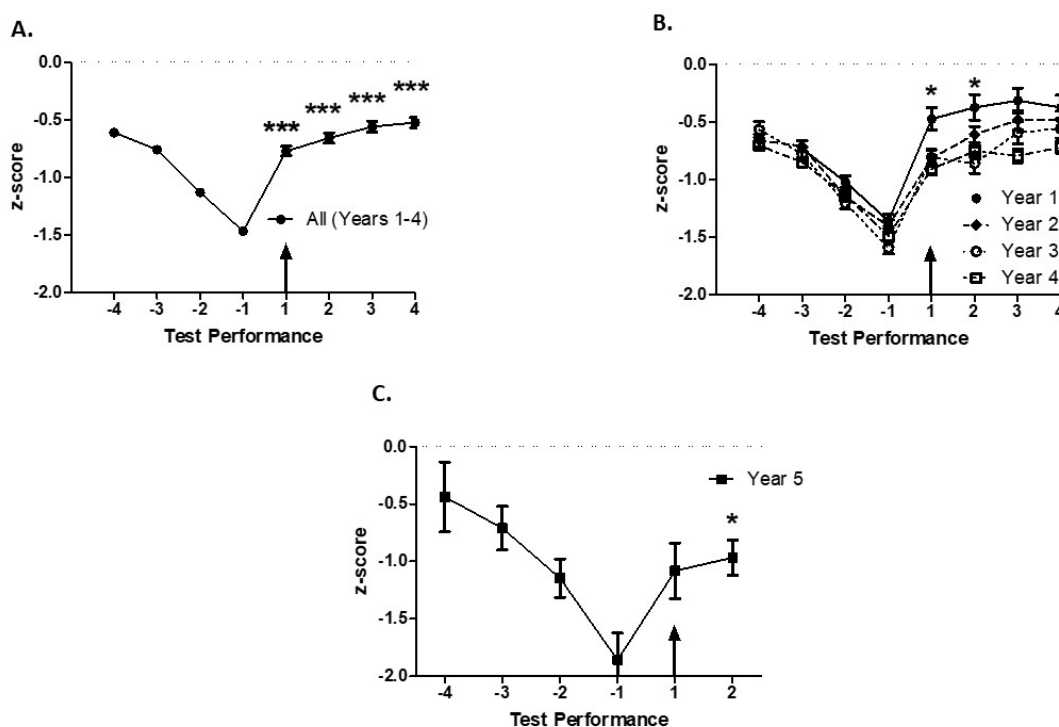 A.
0.0
-0.5
-1.0
-1.5
-2.0
z-score
*** *** *** ***
All (Years 1-4)
-4 -3 -2 -1 1 2 3 4
Test Performance
B.
0.0
-0.5
-1.0
-1.5
-2.0
z-score
* *
Year 1
Year 2
Year 3
Year 4
-4 -3 -2 -1 1 2 3 4
Test Performance
C.
0.0
-0.5
-1.0
-1.5
-2.0
z-score
Year 5
*
-4 -3 -2 -1 1 2
Test Performance